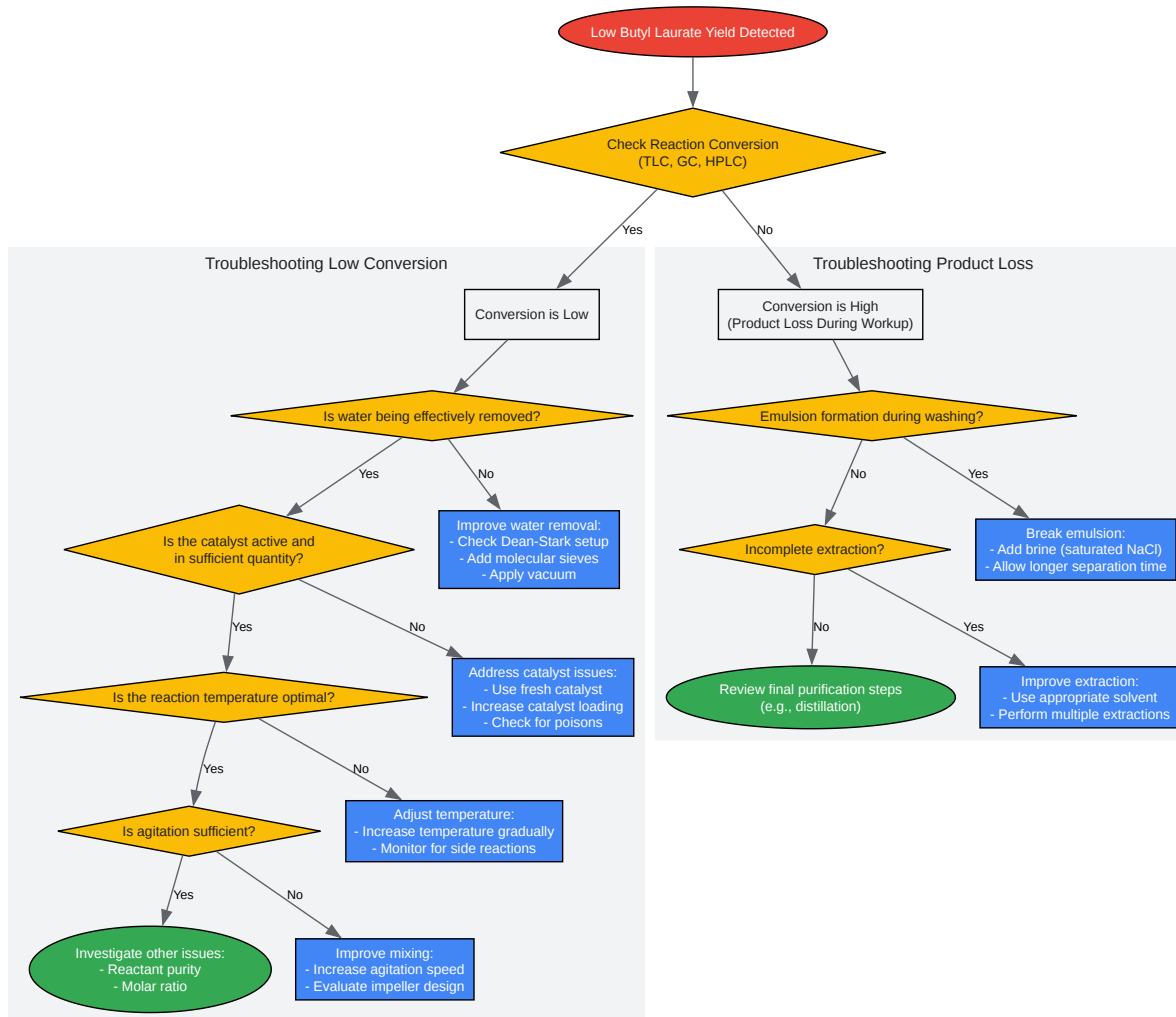 Low Butyl Laurate Yield Detected
Check Reaction Conversion
(TLC, GC, HPLC)
Yes
No
Troubleshooting Low Conversion
Troubleshooting Product Loss
Conversion is Low
Conversion is High
(Product Loss During Workup)
Is water being effectively removed?
Emulsion formation during washing?
Yes
No
No
Yes
Is the catalyst active and
in sufficient quantity?
Improve water removal:
- Check Dean-Stark setup
- Add molecular sieves
- Apply vacuum
Incomplete extraction?
Break emulsion:
- Add brine (saturated NaCl)
- Allow longer separation time
Yes
No
No
Yes
Is the reaction temperature optimal?
Address catalyst issues:
- Use fresh catalyst
- Increase catalyst loading
- Check for poisons
Review final purification steps
(e.g., distillation)
Improve extraction:
- Use appropriate solvent
- Perform multiple extractions
Yes
No
Is agitation sufficient?
Adjust temperature:
- Increase temperature gradually
- Monitor for side reactions
Yes
No
Investigate other issues:
- Reactant purity
- Molar ratio
Improve mixing:
- Increase agitation speed
- Evaluate impeller design